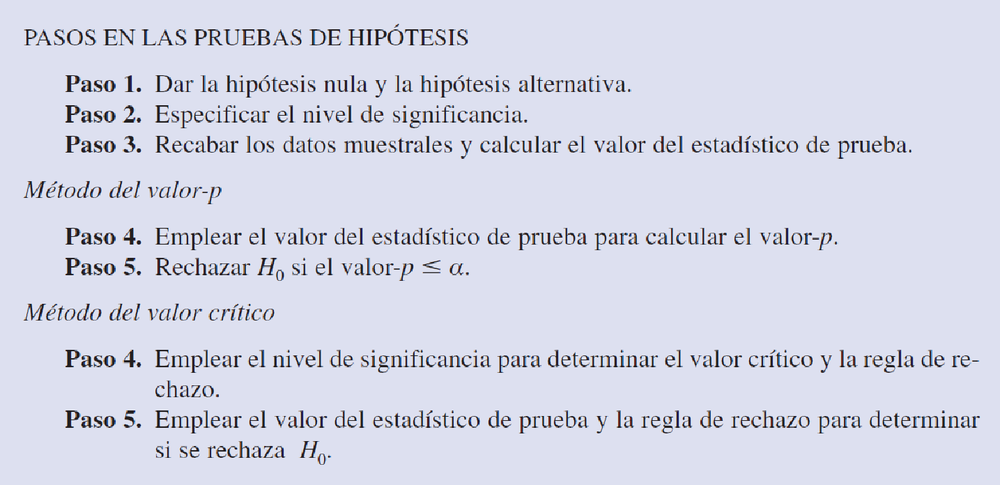 PASOS EN LAS PRUEBAS DE HIPÓTESIS
Paso 1. Dar la hipótesis nula y la hipótesis alternativa.
Paso 2. Especificar el nivel de significancia.
Paso 3. Recabar los datos muestrales y calcular el valor del estadístico de prueba.
Método del valor-p
Paso 4. Emplear el valor del estadístico de prueba para calcular el valor-p.
Paso 5. Rechazar H₀ si el valor-p ≤ α.
Método del valor crítico
Paso 4. Emplear el nivel de significancia para determinar el valor crítico y la regla de re-
chazo.
Paso 5. Emplear el valor del estadístico de prueba y la regla de rechazo para determinar
si se rechaza H₀.